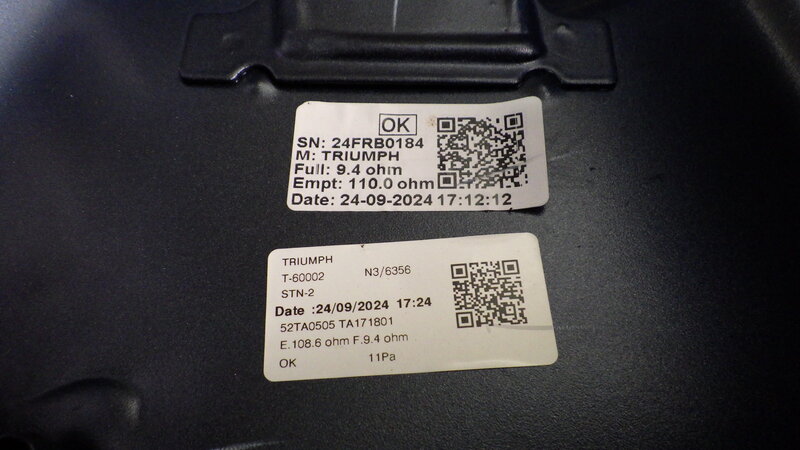 OK
SN: 24FRB0184
M: TRIUMPH
Full: 9.4 ohm
Empt: 110.0 ohm
Date: 24-09-2024 17:12:12
TRIUMPH
T-60002 N3/6356
STN-2
Date :24/09/2024 17:24
52TA0505 TA171801
E.108.6 ohm F.9.4 ohm
OK 11Pa